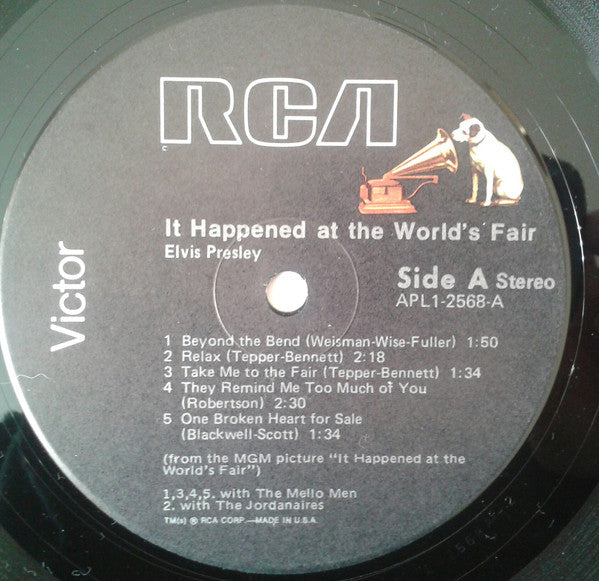 RCA
Victor
It Happened at the World's Fair
Elvis Presley
Side A Stereo
APL1-2568-A
1 Beyond the Bend (Weisman-Wise-Fuller) 1:50
2 Relax (Tepper-Bennett) 2:18
3 Take Me to the Fair (Tepper-Bennett) 1:34
4 They Remind Me Too Much of You
(Robertson) 2:30
5 One Broken Heart for Sale
(Blackwell-Scott) 1:34
(from the MGM picture "It Happened at the
World's Fair")
1,3,4,5. with The Mello Men
2. with The Jordanaires
TM(s) ® RCA CORP.—MADE IN U.S.A.